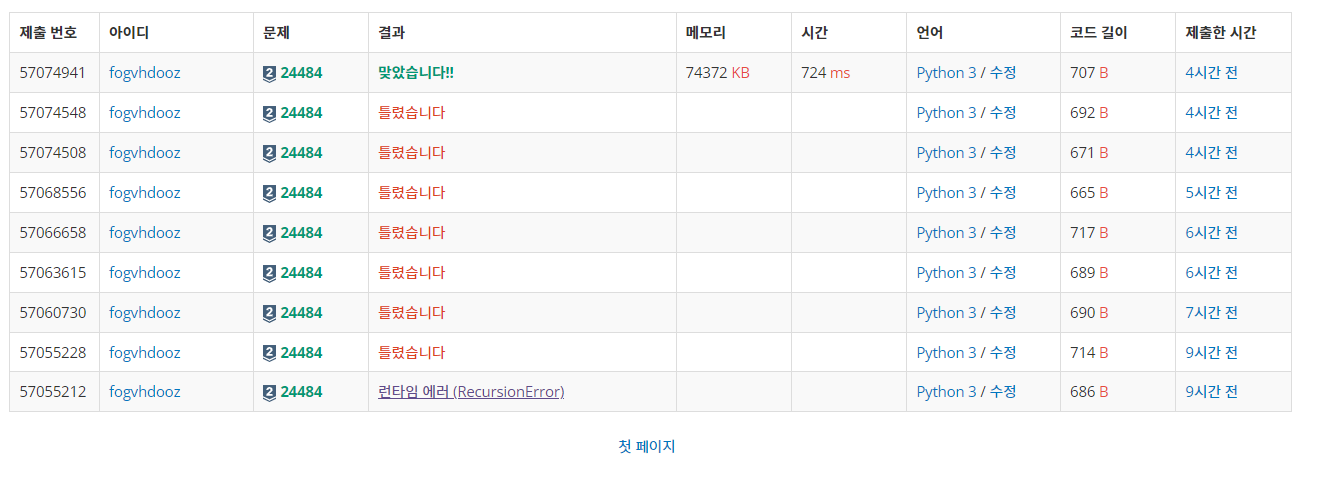 제출 번호 아이디 문제 결과 메모리 시간 언어 코드 길이 제출한 시간
57074941 fogvhdooz 2 24484 맞았습니다!! 74372 KB 724 ms Python 3 / 수정 707 B 4시간 전
57074548 fogvhdooz 2 24484 틀렸습니다 Python 3 / 수정 692 B 4시간 전
57074508 fogvhdooz 2 24484 틀렸습니다 Python 3 / 수정 671 B 4시간 전
57068556 fogvhdooz 2 24484 틀렸습니다 Python 3 / 수정 665 B 5시간 전
57066658 fogvhdooz 2 24484 틀렸습니다 Python 3 / 수정 717 B 6시간 전
57063615 fogvhdooz 2 24484 틀렸습니다 Python 3 / 수정 689 B 6시간 전
57060730 fogvhdooz 2 24484 틀렸습니다 Python 3 / 수정 690 B 7시간 전
57055228 fogvhdooz 2 24484 틀렸습니다 Python 3 / 수정 714 B 9시간 전
57055212 fogvhdooz 2 24484 런타임 에러 (RecursionError) Python 3 / 수정 686 B 9시간 전
첫 페이지